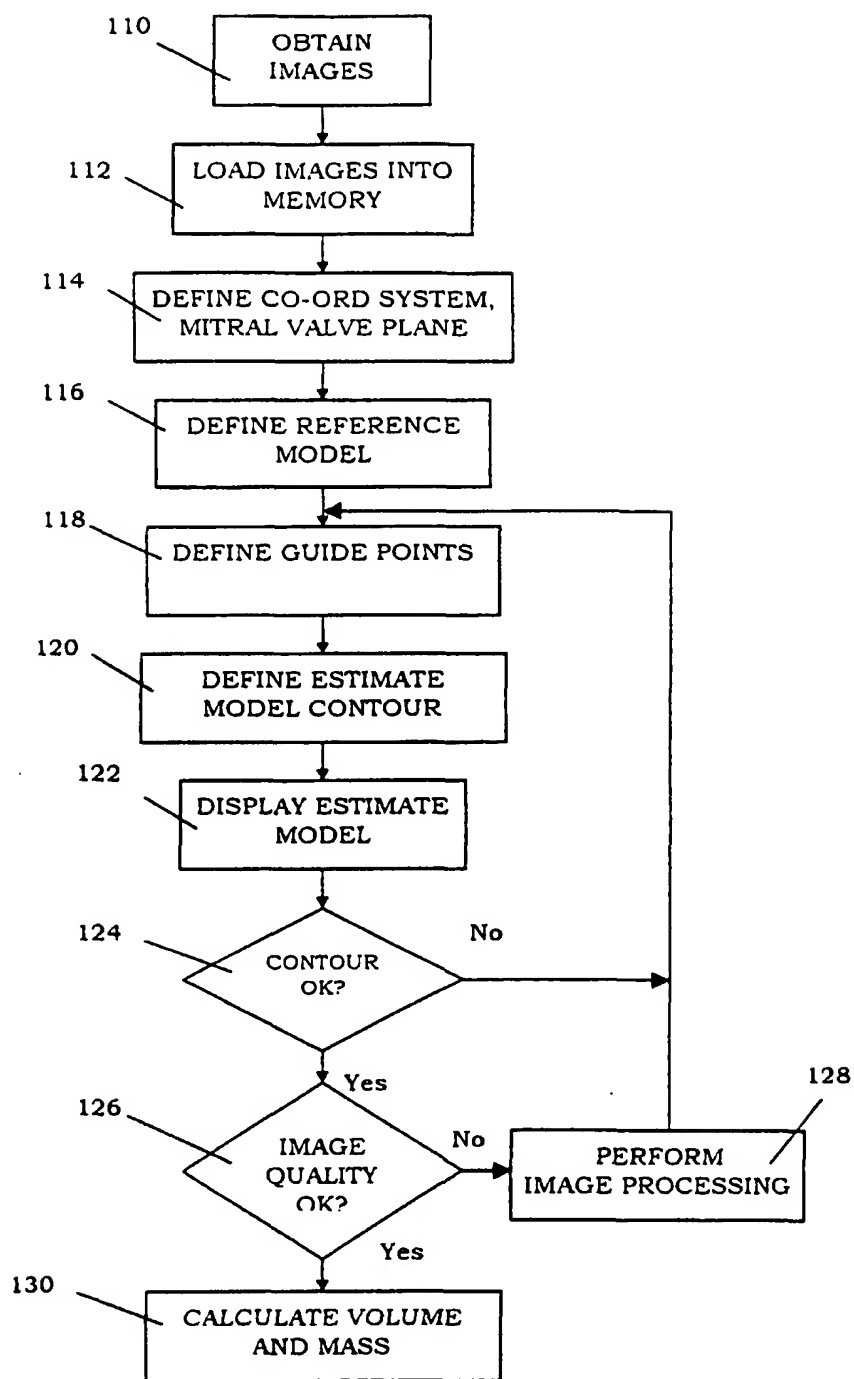 110
OBTAIN
IMAGES
112
LOAD IMAGES INTO
MEMORY
114
DEFINE CO-ORD SYSTEM,
MITRAL VALVE PLANE
116
DEFINE REFERENCE
MODEL
118
DEFINE GUIDE POINTS
120
DEFINE ESTIMATE
MODEL CONTOUR
122
DISPLAY ESTIMATE
MODEL
124
CONTOUR
OK?
No
Yes
126
IMAGE
QUALITY
OK?
No
128
PERFORM
IMAGE PROCESSING
Yes
130
CALCULATE VOLUME
AND MASS